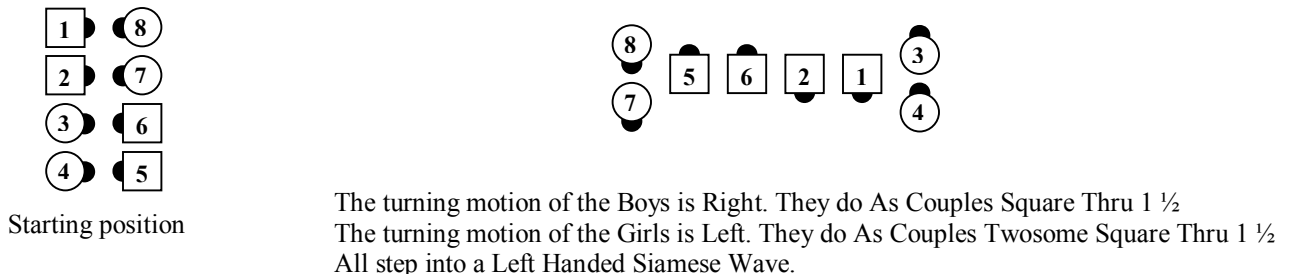 1 8
2 7
3 6
4 5
Starting position
8 5 6 2 1 3
7 4
The turning motion of the Boys is Right. They do As Couples Square Thru 1 ½
The turning motion of the Girls is Left. They do As Couples Twosome Square Thru 1 ½
All step into a Left Handed Siamese Wave.